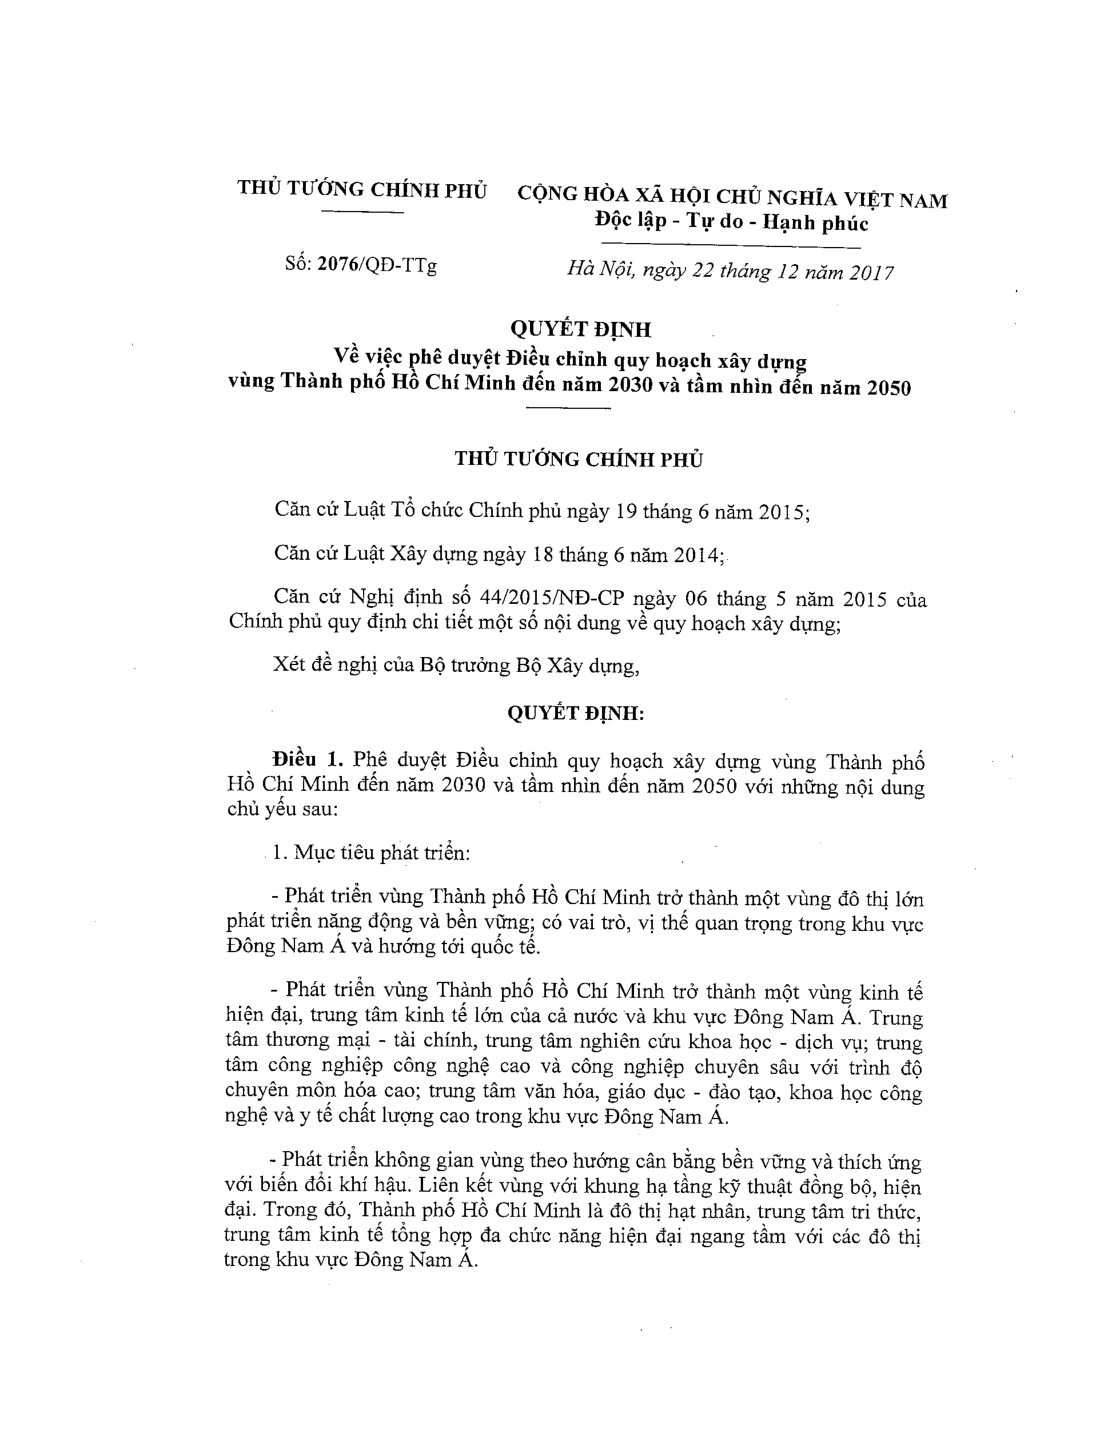 THỦ TƯỚNG CHÍNH PHỦ
CỘNG HÒA XÃ HỘI CHỦ NGHĨA VIỆT NAM
Độc lập - Tự do - Hạnh phúc
Số: 2076/QĐ-TTg
Hà Nội, ngày 22 tháng 12 năm 2017
QUYẾT ĐỊNH
Về việc phê duyệt Điều chỉnh quy hoạch xây dựng
vùng Thành phố Hồ Chí Minh đến năm 2030 và tầm nhìn đến năm 2050
THỦ TƯỚNG CHÍNH PHỦ
Căn cứ Luật Tổ chức Chính phủ ngày 19 tháng 6 năm 2015;
Căn cứ Luật Xây dựng ngày 18 tháng 6 năm 2014;
Căn cứ Nghị định số 44/2015/NĐ-CP ngày 06 tháng 5 năm 2015 của
Chính phủ quy định chi tiết một số nội dung về quy hoạch xây dựng;
Xét đề nghị của Bộ trưởng Bộ Xây dựng,
QUYẾT ĐỊNH:
Điều 1. Phê duyệt Điều chỉnh quy hoạch xây dựng vùng Thành phố
Hồ Chí Minh đến năm 2030 và tầm nhìn đến năm 2050 với những nội dung
chủ yếu sau:
1. Mục tiêu phát triển:
- Phát triển vùng Thành phố Hồ Chí Minh trở thành một vùng đô thị lớn
phát triển năng động và bền vững; có vai trò, vị thế quan trọng trong khu vực
Đông Nam Á và hướng tới quốc tế.
- Phát triển vùng Thành phố Hồ Chí Minh trở thành một vùng kinh tế
hiện đại, trung tâm kinh tế lớn của cả nước và khu vực Đông Nam Á. Trung
tâm thương mại - tài chính, trung tâm nghiên cứu khoa học - dịch vụ; trung
tâm công nghiệp công nghệ cao và công nghiệp chuyên sâu với trình độ
chuyên môn hóa cao; trung tâm văn hóa, giáo dục - đào tạo, khoa học công
nghệ và y tế chất lượng cao trong khu vực Đông Nam Á.
- Phát triển không gian vùng theo hướng cân bằng bền vững và thích ứng
với biến đổi khí hậu. Liên kết vùng với khung hạ tầng kỹ thuật đồng bộ, hiện
đại. Trong đó, Thành phố Hồ Chí Minh là đô thị hạt nhân, trung tâm tri thức,
trung tâm kinh tế tổng hợp đa chức năng hiện đại ngang tầm với các đô thị
trong khu vực Đông Nam Á.